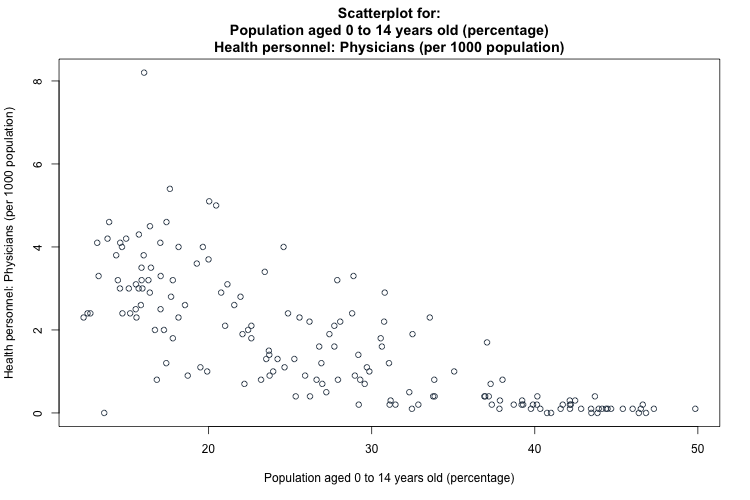 Scatterplot for:
Population aged 0 to 14 years old (percentage)
Health personnel: Physicians (per 1000 population)
Health personnel: Physicians (per 1000 population)
8
6
4
2
0
20 30 40 50
Population aged 0 to 14 years old (percentage)